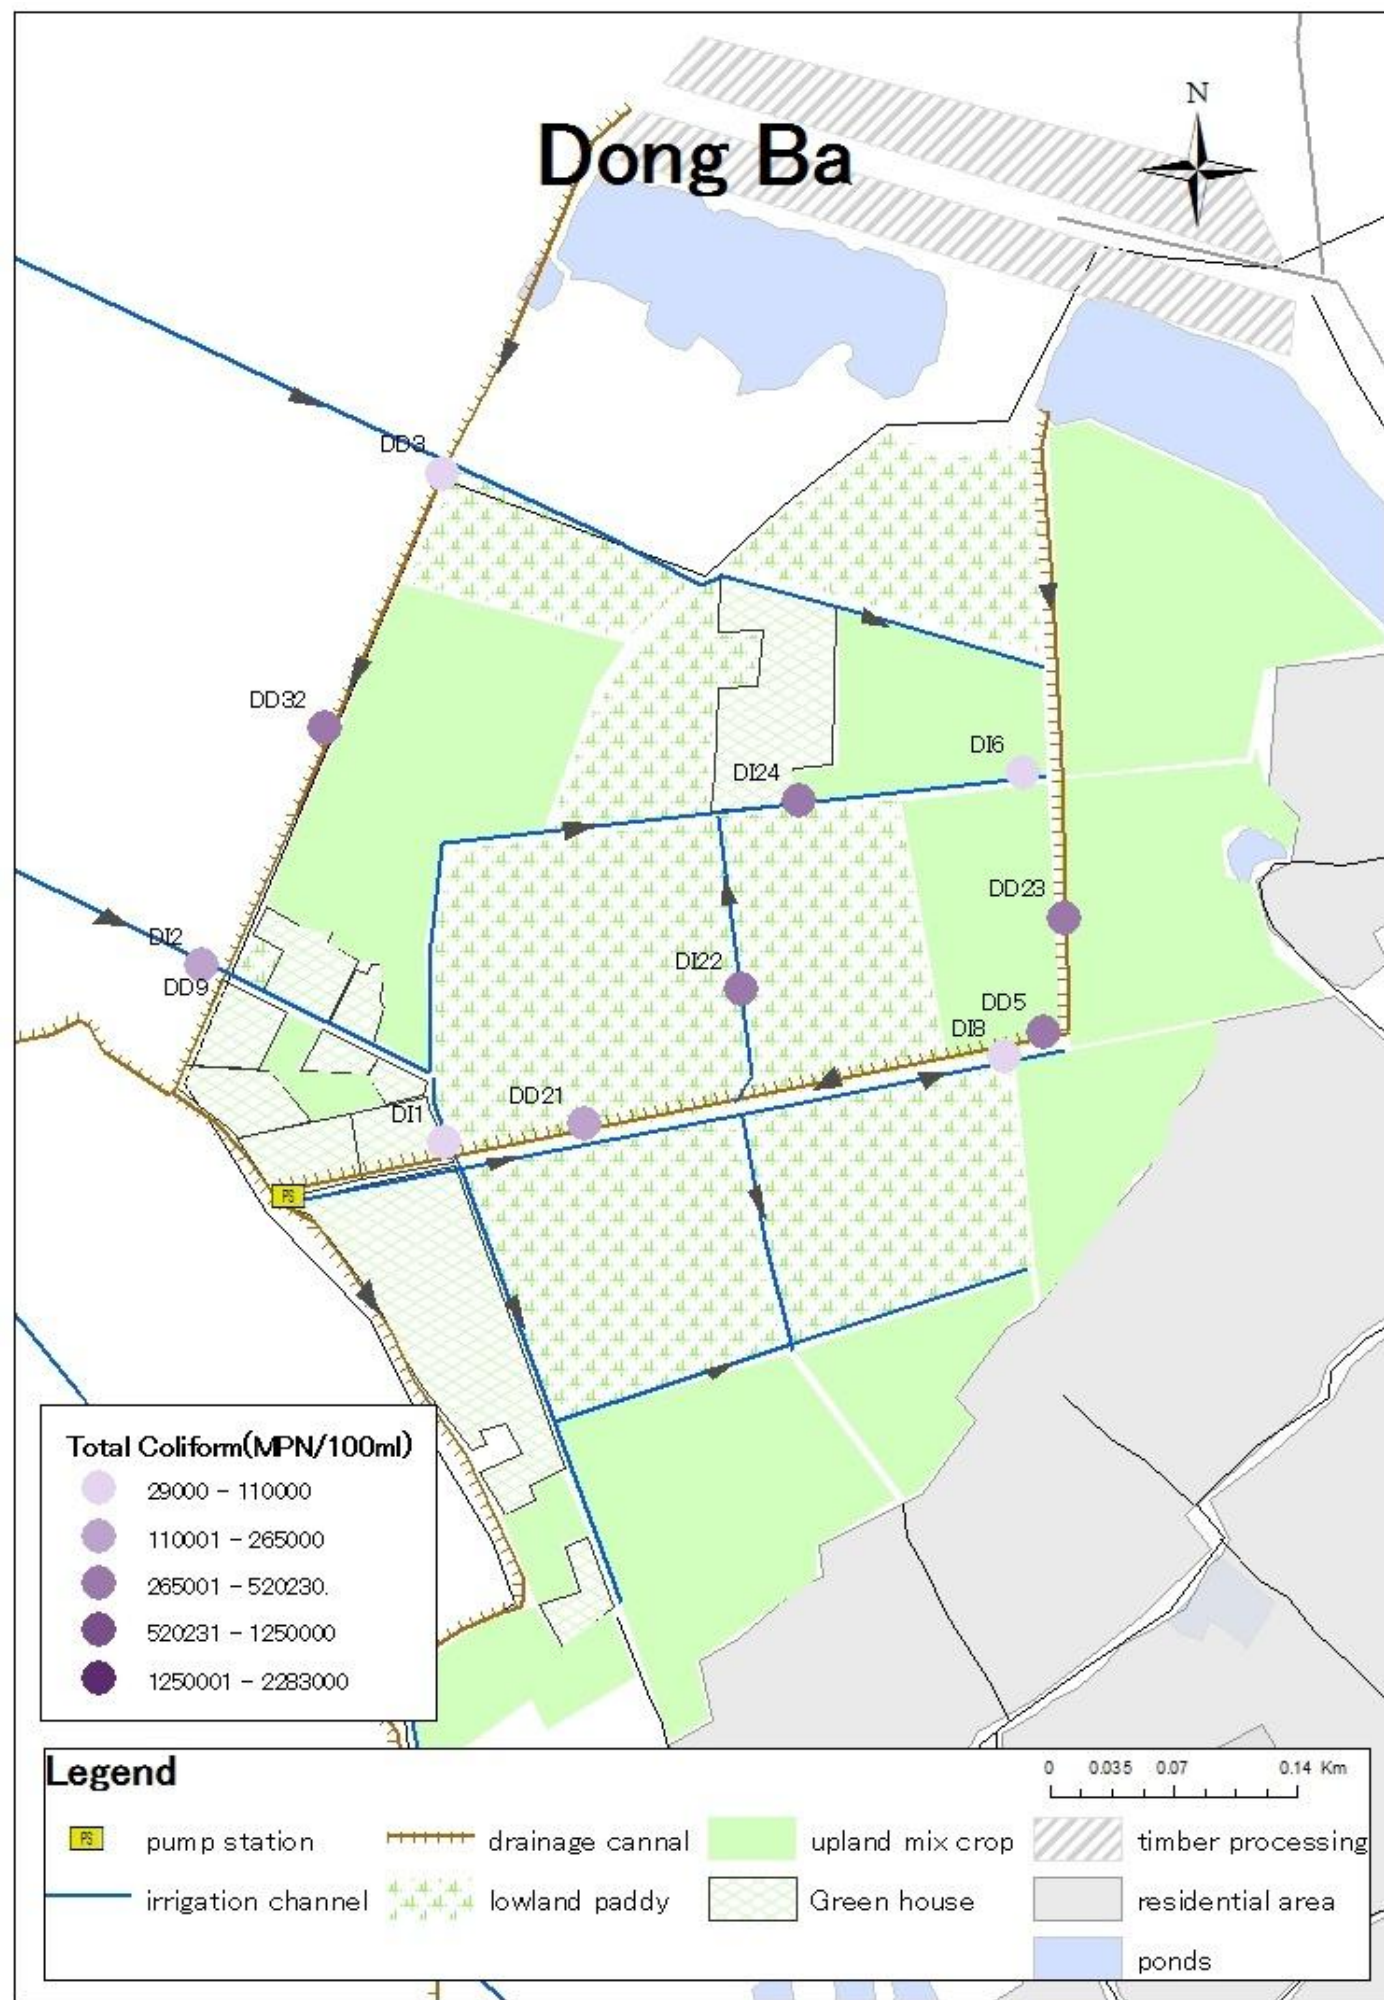 N
Dong Ba
DD3
DD32
DI6
DI24
DD23
DI2
DI22
DD9
DD5
DI8
DD21
DI1
PS
Total Coliform(MPN/100ml)
29000 - 110000
110001 - 265000
265001 - 520230.
520231 - 1250000
1250001 - 2283000
Legend
0 0.035 0.07 0.14 Km
PS pump station drainage cannal upland mix crop timber processing
irrigation channel lowland paddy Green house residential area
ponds